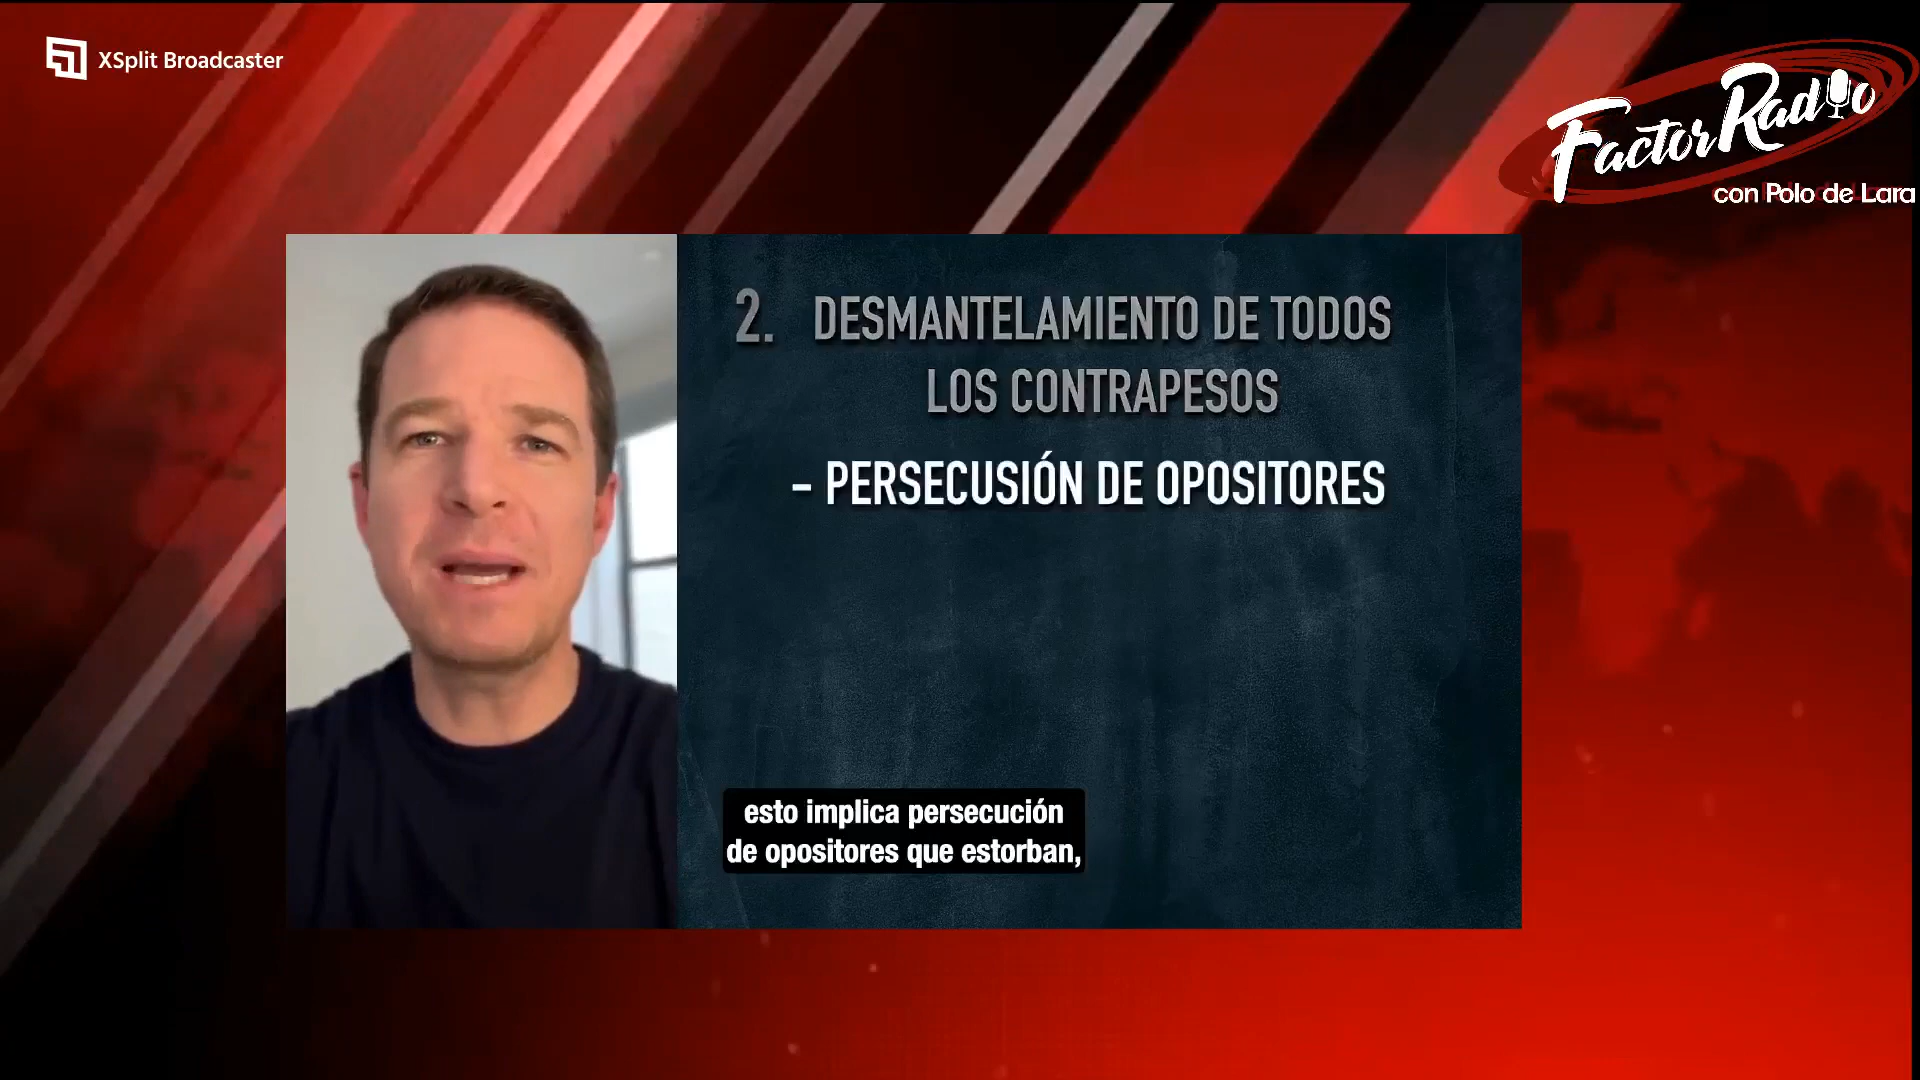 XSplit Broadcaster
Factor Radio
con Polo de Lara
2. DESMANTELAMIENTO DE TODOS
LOS CONTRAPESOS
- PERSECUSIÓN DE OPOSITORES
esto implica persecución
de opositores que estorban,